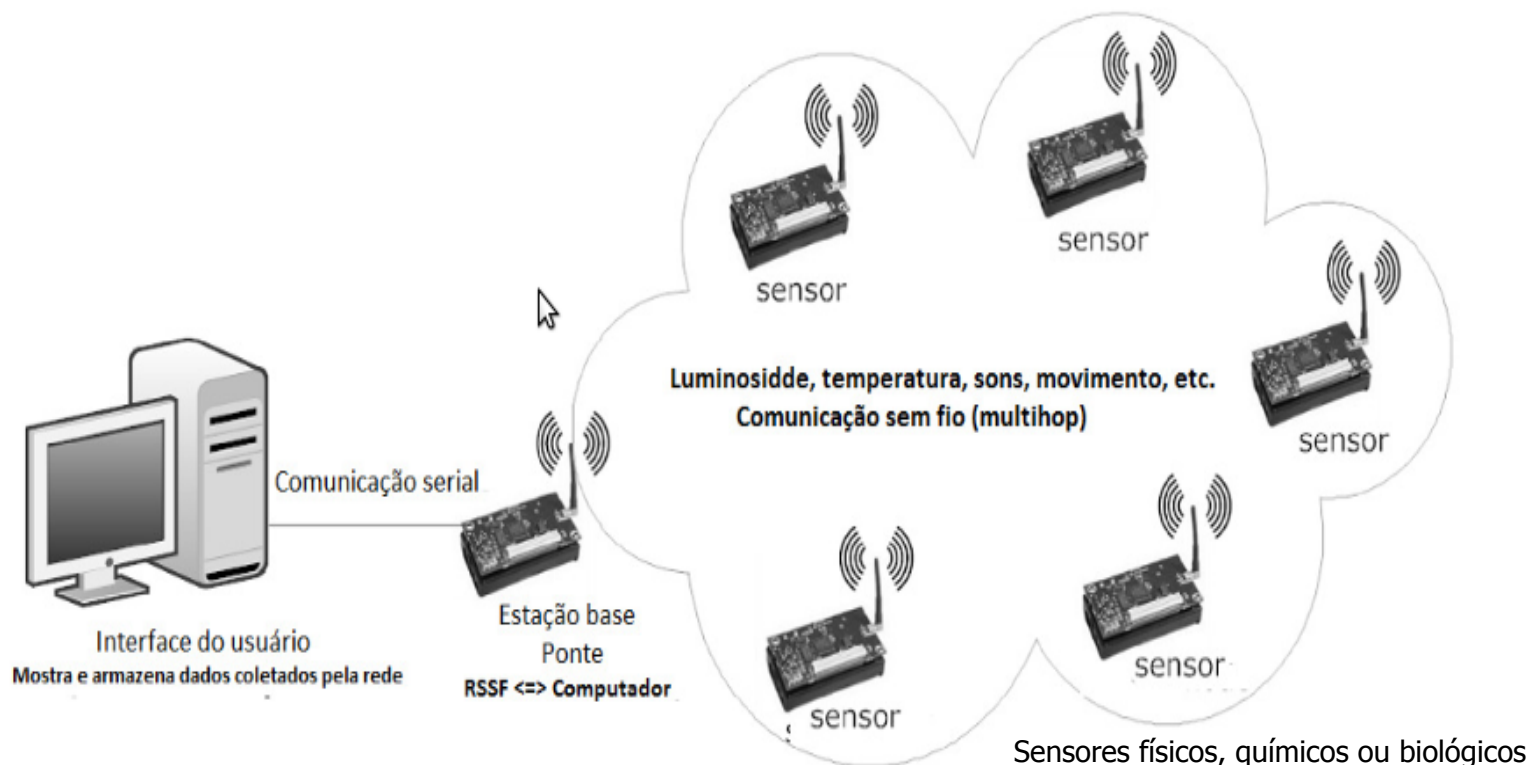 sensor
sensor
sensor
Luminosidde, temperatura, sons, movimento, etc.
Comunicação sem fio (multihop)
Comunicação serial
Interface do usuário
Mostra e armazena dados coletados pela rede
Estação base
Ponte
RSSF <=> Computador
sensor
sensor
Sensores físicos, químicos ou biológicos